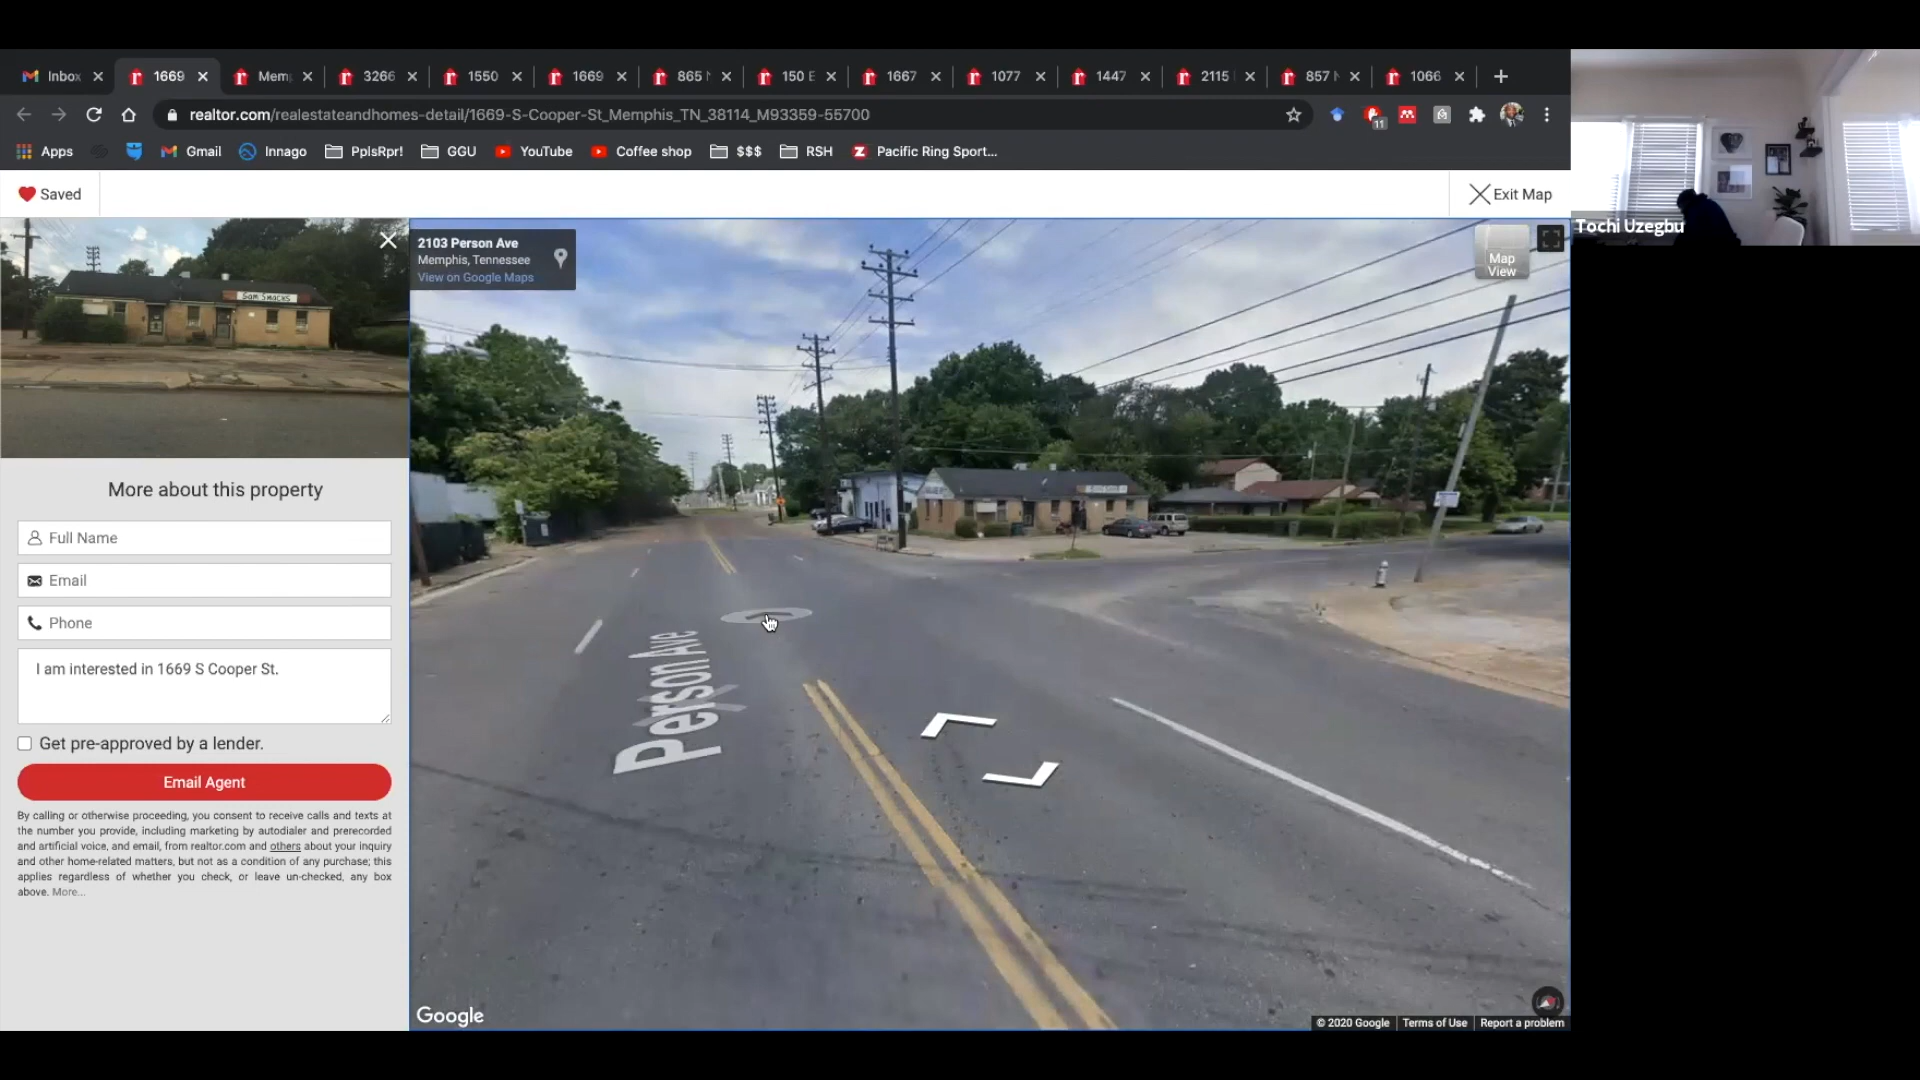 Inbox
1669
Mem
3266
1550
1669
865
150 E
1667
1077
1447
2115
857
1066
realtor.com/realestateandhomes-detail/1669-S-Cooper-St_Memphis_TN_38114_M93359-55700
11
Apps
Gmail
Innago
PplsRpr!
GGU
YouTube
Coffee shop
$$$
RSH
Pacific Ring Sport...
Saved
Exit Map
Tochi Uzegbu
2103 Person Ave
Memphis, Tennessee
View on Google Maps
Map
View
Sam Snacks
More about this property
Full Name
Email
Phone
I am interested in 1669 S Cooper St.
Get pre-approved by a lender.
Email Agent
By calling or otherwise proceeding, you consent to receive calls and texts at
the number you provide, including marketing by autodialer and prerecorded
and artificial voice, and email, from realtor.com and others about your inquiry
and other home-related matters, but not as a condition of any purchase; this
applies regardless of whether you check, or leave un-checked, any box
above. More...
Person Ave
Google
© 2020 Google
Terms of Use
Report a problem